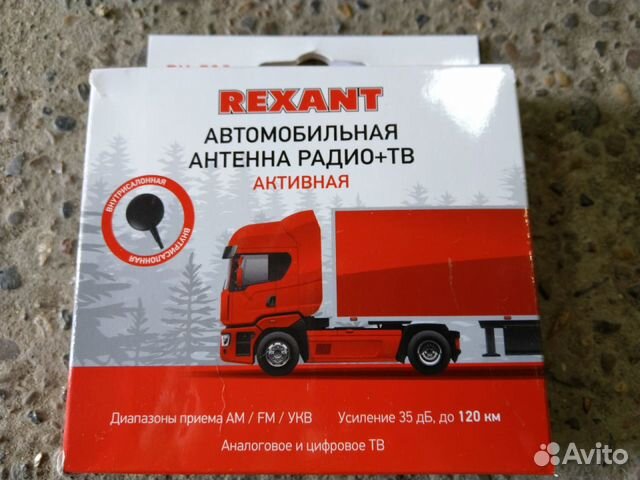 REXANT
АВТОМОБИЛЬНАЯ
АНТЕННА РАДИО+ТВ
АКТИВНАЯ
ВНУТРИСАЛОННАЯ
ВНУТРИСАЛОННАЯ
Диапазоны приема AM / FM / УКВ Усиление 35 дБ, до 120 км
Аналоговое и цифровое ТВ
Avito